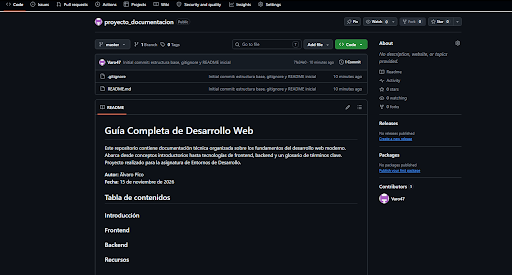 Code Issues Pull requests Actions Projects Wiki Security and quality Insights Settings
proyecto_documentacion Public
Pin Watch 0 Fork 0 Star 0
master 1 Branch 0 Tags
Go to file
Add file Code
Varo47 Initial commit: estructura base, .gitignore y README inicial
10 minutes ago 1 Commit
.gitignore Initial commit: estructura base, .gitignore y README inicial 10 minutes ago
README.md Initial commit: estructura base, .gitignore y README inicial 10 minutes ago
README
Guía Completa de Desarrollo Web
Este repositorio contiene documentación técnica organizada sobre los fundamentos del desarrollo web moderno.
Abarca desde conceptos introductorios hasta tecnologías de frontend, backend y un glosario de términos clave.
Proyecto realizado para la asignatura de Entornos de Desarrollo.
Autor: Álvaro Pico
Fecha: 15 de noviembre de 2026
Tabla de contenidos
Introducción
Frontend
Backend
Recursos
About
No description, website, or topics
provided.
Readme
Activity
0 stars
0 watching
0 forks
Releases
No releases published
Create a new release
Packages
No packages published
Publish your first package
Contributors 1
Varo47